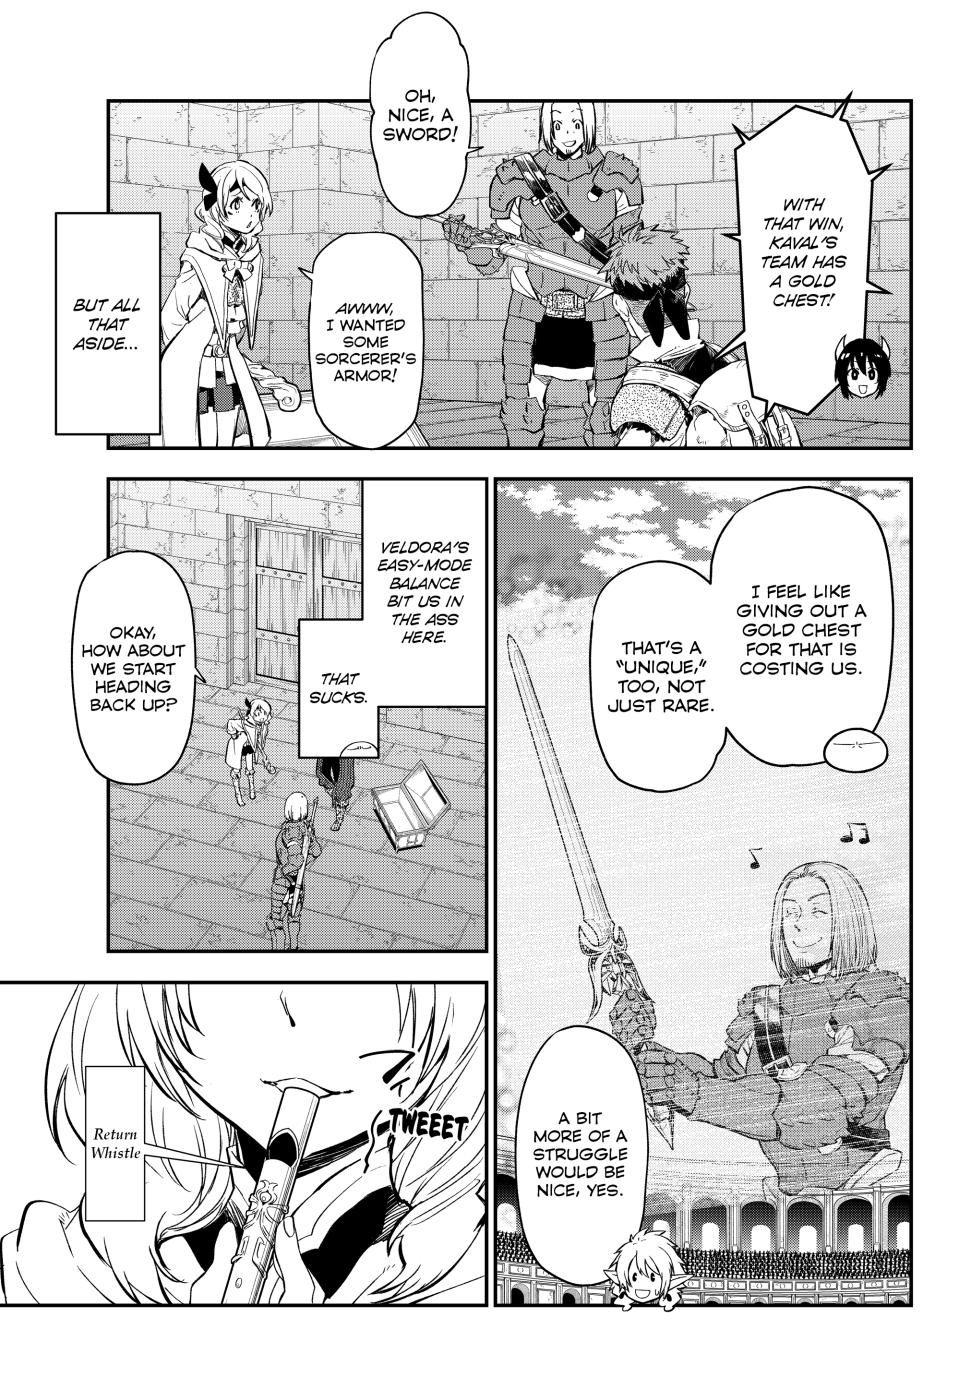 WITH
THAT WIN,
KAVAL'S
TEAM HAS
A GOLD
CHEST!
OH,
NICE, A
SWORD!
AWWW,
I WANTED
SOME
SORCERER'S
ARMOR!
BUT ALL
THAT
ASIDE...
I FEEL LIKE
GIVING OUT A
GOLD CHEST
FOR THAT IS
COSTING US.
THAT'S A
"UNIQUE,"
TOO, NOT
JUST RARE.
A BIT
MORE OF A
STRUGGLE
WOULD BE
NICE, YES.
VELDORA'S
EASY-MODE
BALANCE
BIT US IN
THE ASS
HERE.
THAT
SUCKS.
OKAY,
HOW ABOUT
WE START
HEADING
BACK UP?
TWEEET
Return
Whistle